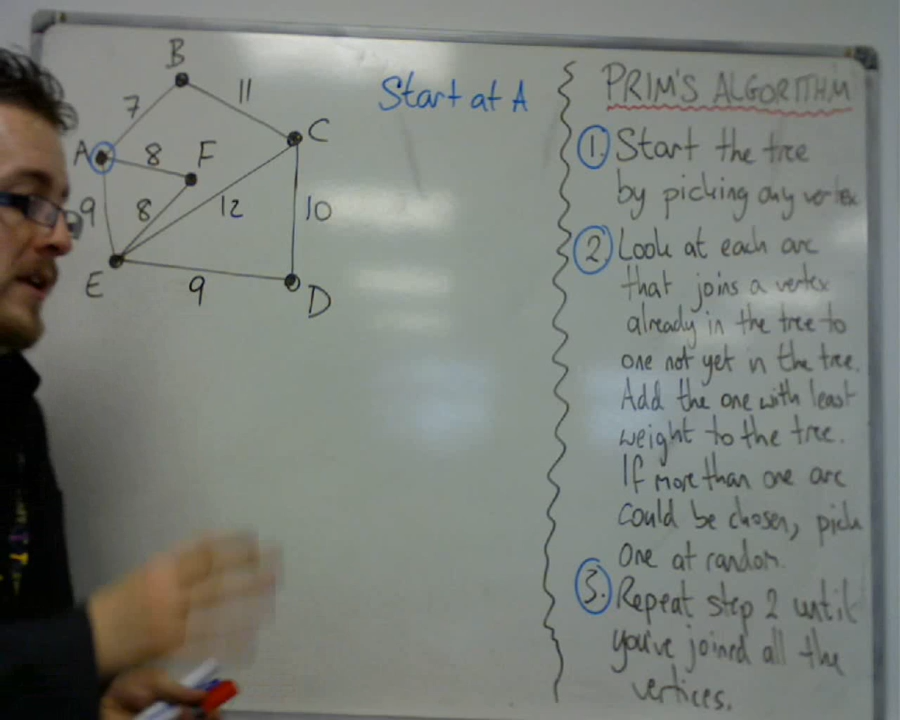 B
7
11
A
8
F
C
9
8
12
10
E
9
D
Start at A
PRIM'S ALGORITHM
1. Start the tree
by picking any vertex
2 Look at each arc
that joins a vertex
already in the tree to
one not yet in the tree.
Add the one with least
weight to the tree.
If more than one arc
could be chosen, pick
one at random.
3. Repeat step 2 until
you've joined all the
vertices.